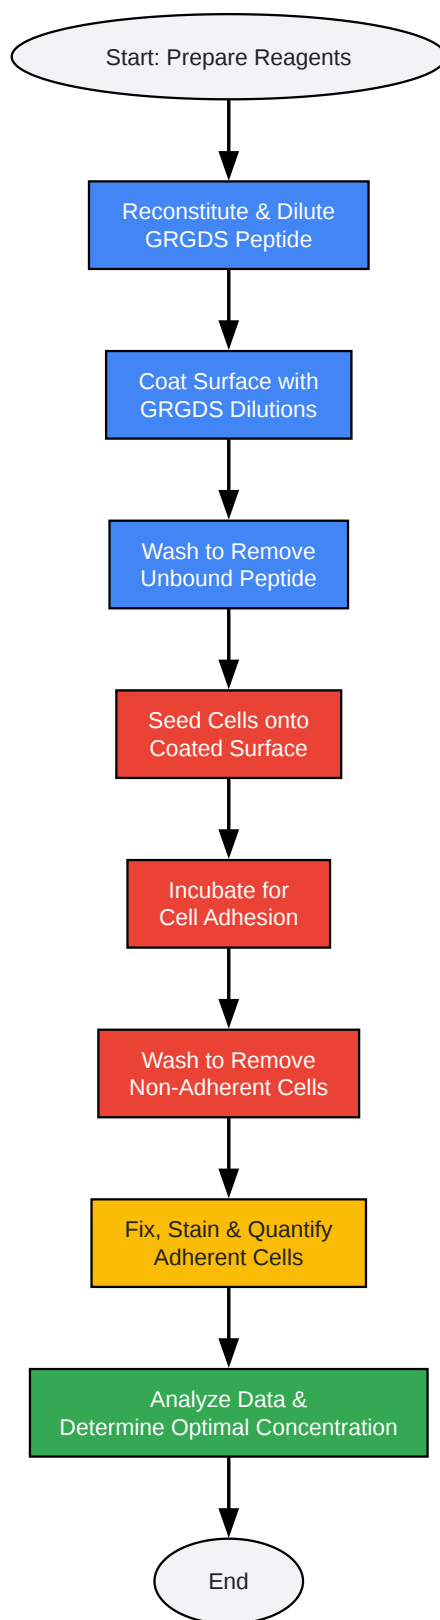 Start: Prepare Reagents
Reconstitute & Dilute
GRGDS Peptide
Coat Surface with
GRGDS Dilutions
Wash to Remove
Unbound Peptide
Seed Cells onto
Coated Surface
Incubate for
Cell Adhesion
Wash to Remove
Non-Adherent Cells
Fix, Stain & Quantify
Adherent Cells
Analyze Data &
Determine Optimal Concentration
End